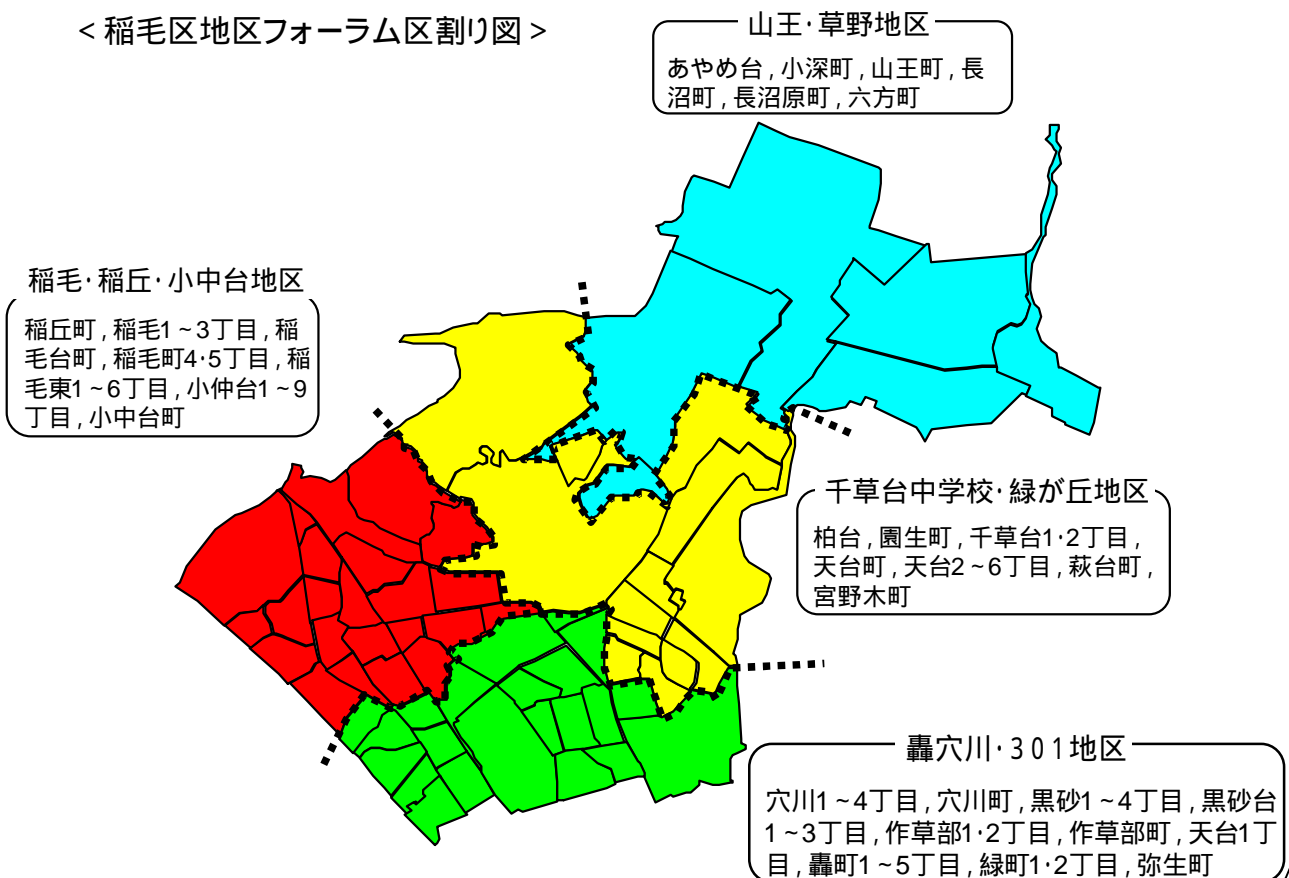 <稲毛区地区フォーラム区割り図>
山王･草野地区
あやめ台,小深町,山王町,長
沼町,長沼原町,六方町
稲毛･稲丘･小中台地区
稲丘町,稲毛1~3丁目,稲
毛台町,稲毛町4･5丁目,稲
毛東1~6丁目,小仲台1~9
丁目,小中台町
千草台中学校･緑が丘地区
柏台,園生町,千草台1･2丁目,
天台町,天台2~6丁目,萩台町,
宮野木町
轟穴川･301地区
穴川1~4丁目,穴川町,黒砂1~4丁目,黒砂台
1~3丁目,作草部1･2丁目,作草部町,天台1丁
目,轟町1~5丁目,緑町1･2丁目,弥生町